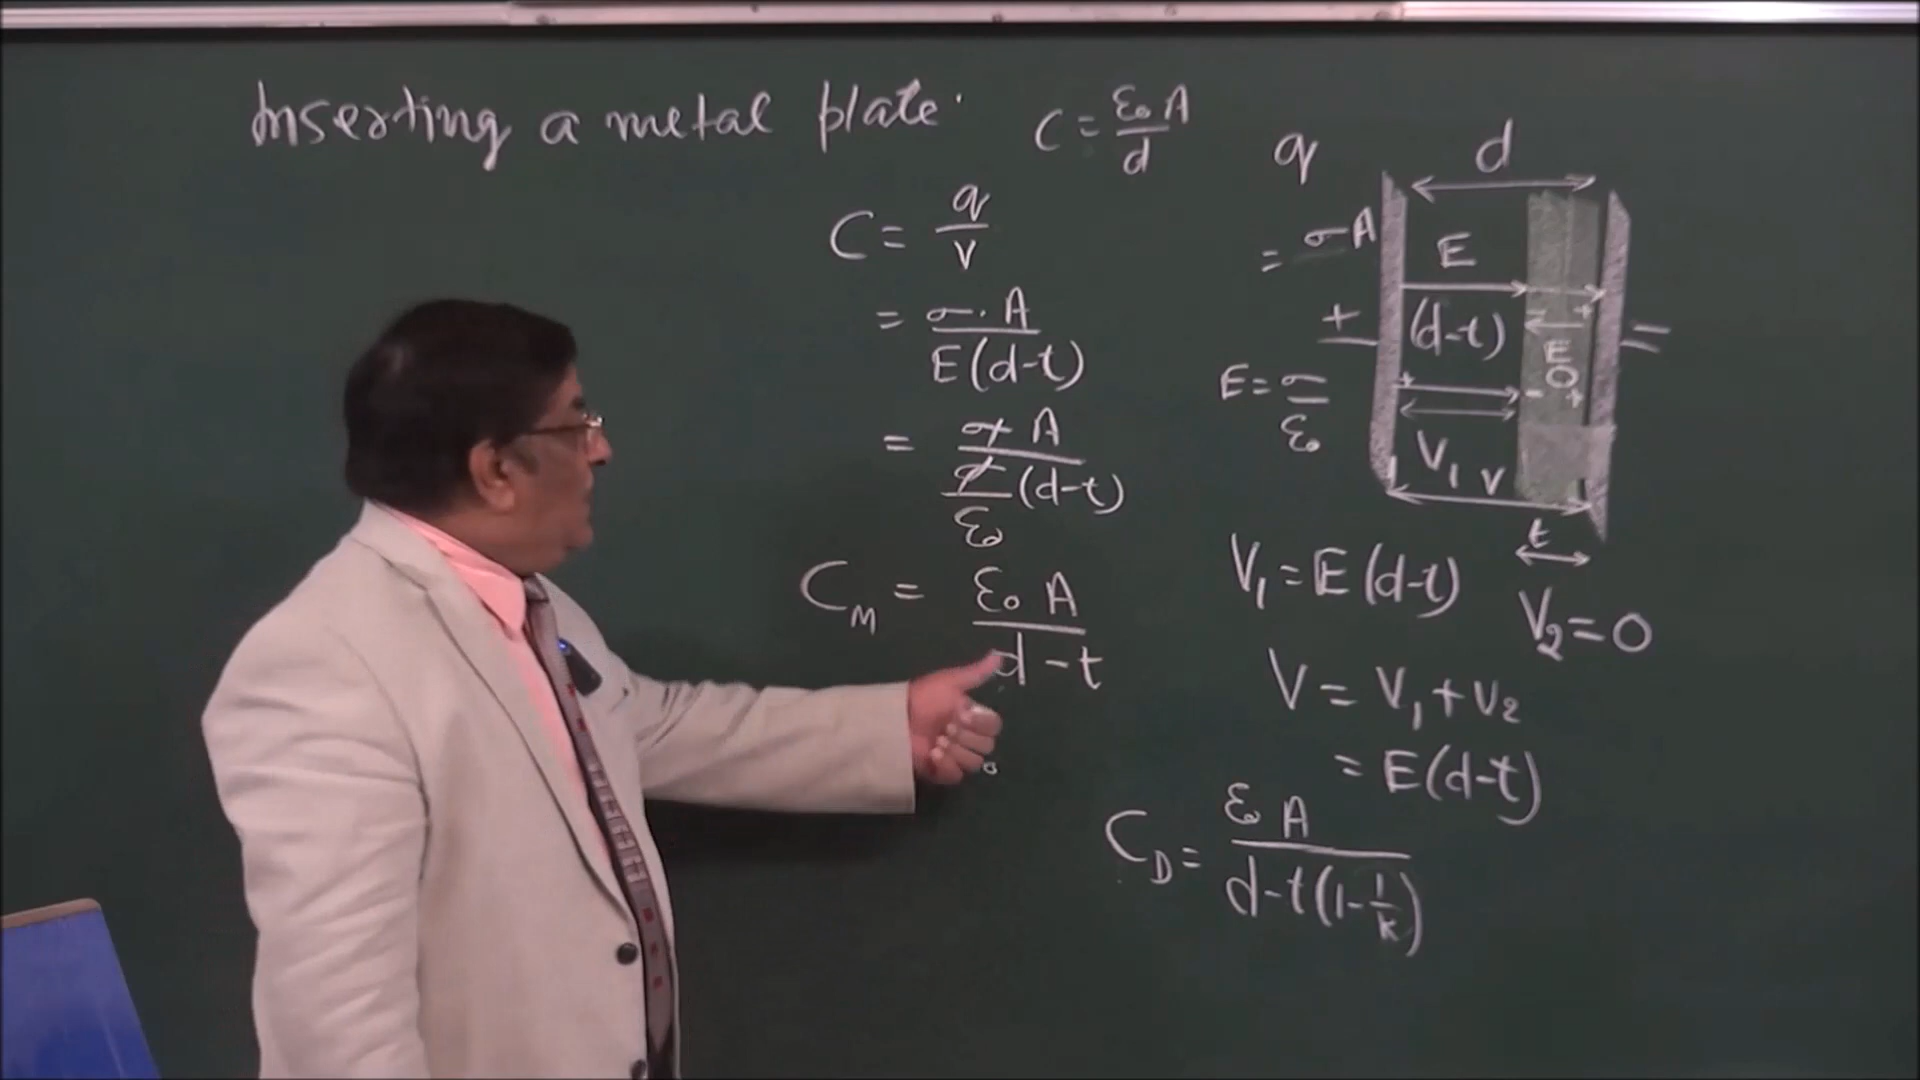 Inserting a metal plate.
C = ε₀A/d
C = q/v
= σ.A/E(d-t)
= σA/(σ/ε₀)(d-t)
C_M = ε₀A/d-t
q
= σA
E = σ/ε₀
d
E
+
(d-t)
=
- +
E
O
+ - +
V₁ V
t
V₁ = E(d-t)
V₂ = O
V = V₁ + V₂
= E(d-t)
C_D = ε₀A/d-t(1-1/k)